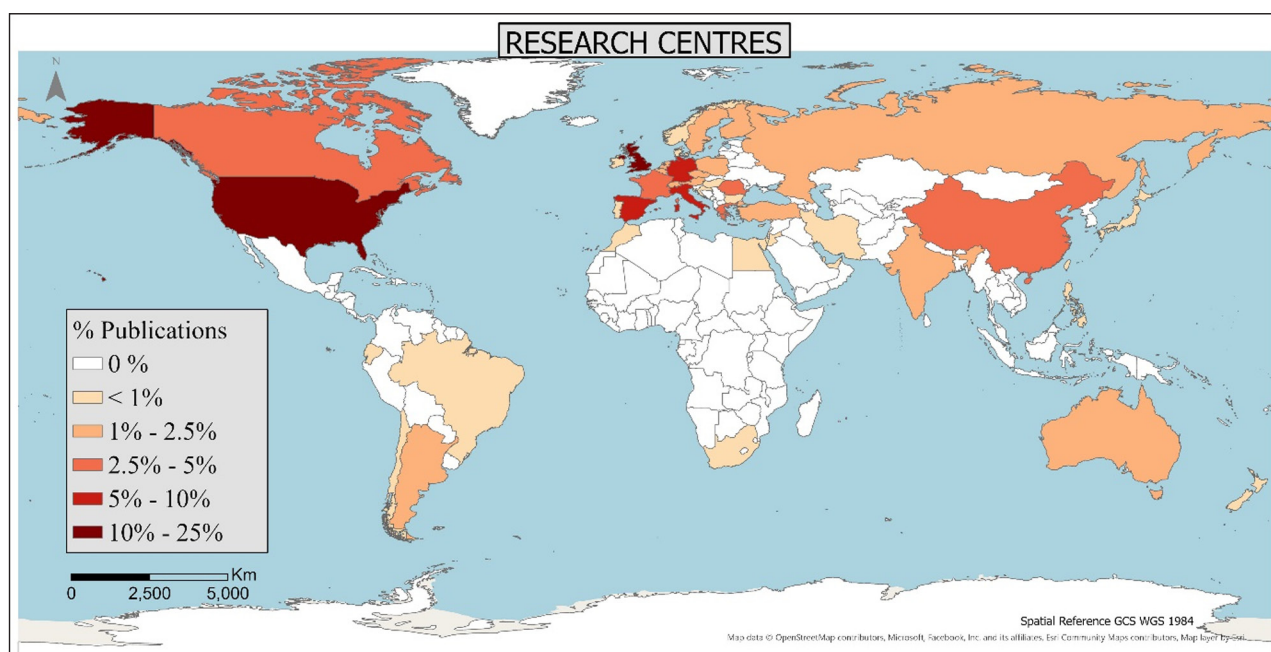 RESEARCH CENTRES
N
% Publications
0 %
< 1%
1% - 2.5%
2.5% - 5%
5% - 10%
10% - 25%
Km
0 2,500 5,000
Spatial Reference GCS WGS 1984
Map data © OpenStreetMap contributors, Microsoft, Facebook, Inc. and its affiliates, Esri Community Maps contributors, Map layer by Esri